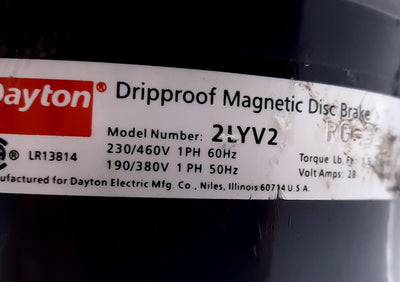 Dayton® Dripproof Magnetic Disc Brake
Model Number: 2LYV2
230/460V 1PH 60Hz Torque Lb. Ft.
190/380V 1 PH 50Hz Volt Amps: 28
LR13814
nufactured for Dayton Electric Mfg. Co., Niles, Illinois 60714 U.S.A.